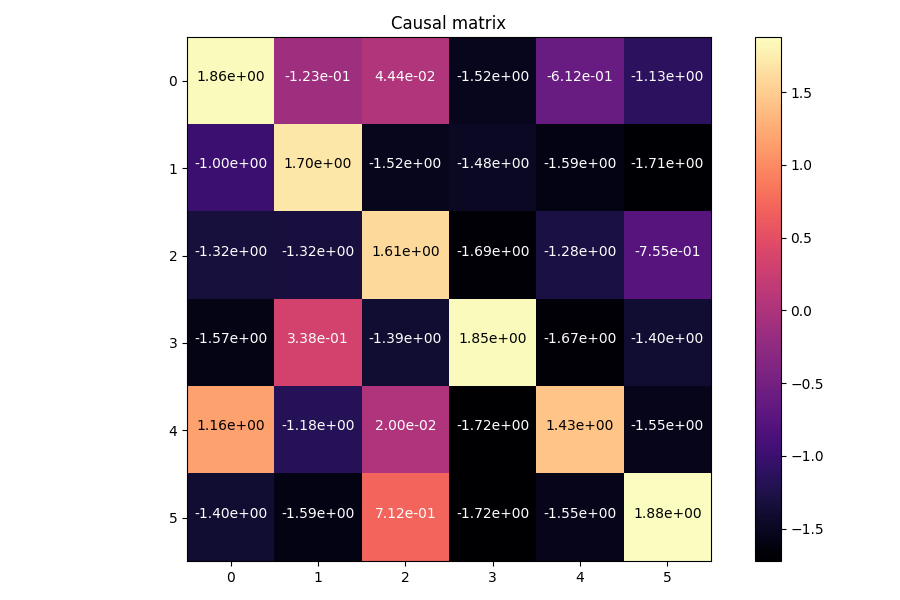 Causal matrix
0 1.86e+00 -1.23e-01 4.44e-02 -1.52e+00 -6.12e-01 -1.13e+00
1 -1.00e+00 1.70e+00 -1.52e+00 -1.48e+00 -1.59e+00 -1.71e+00
2 -1.32e+00 -1.32e+00 1.61e+00 -1.69e+00 -1.28e+00 -7.55e-01
3 -1.57e+00 3.38e-01 -1.39e+00 1.85e+00 -1.67e+00 -1.40e+00
4 1.16e+00 -1.18e+00 2.00e-02 -1.72e+00 1.43e+00 -1.55e+00
5 -1.40e+00 -1.59e+00 7.12e-01 -1.72e+00 -1.55e+00 1.88e+00
0 1 2 3 4 5
1.5
1.0
0.5
0.0
−0.5
−1.0
−1.5